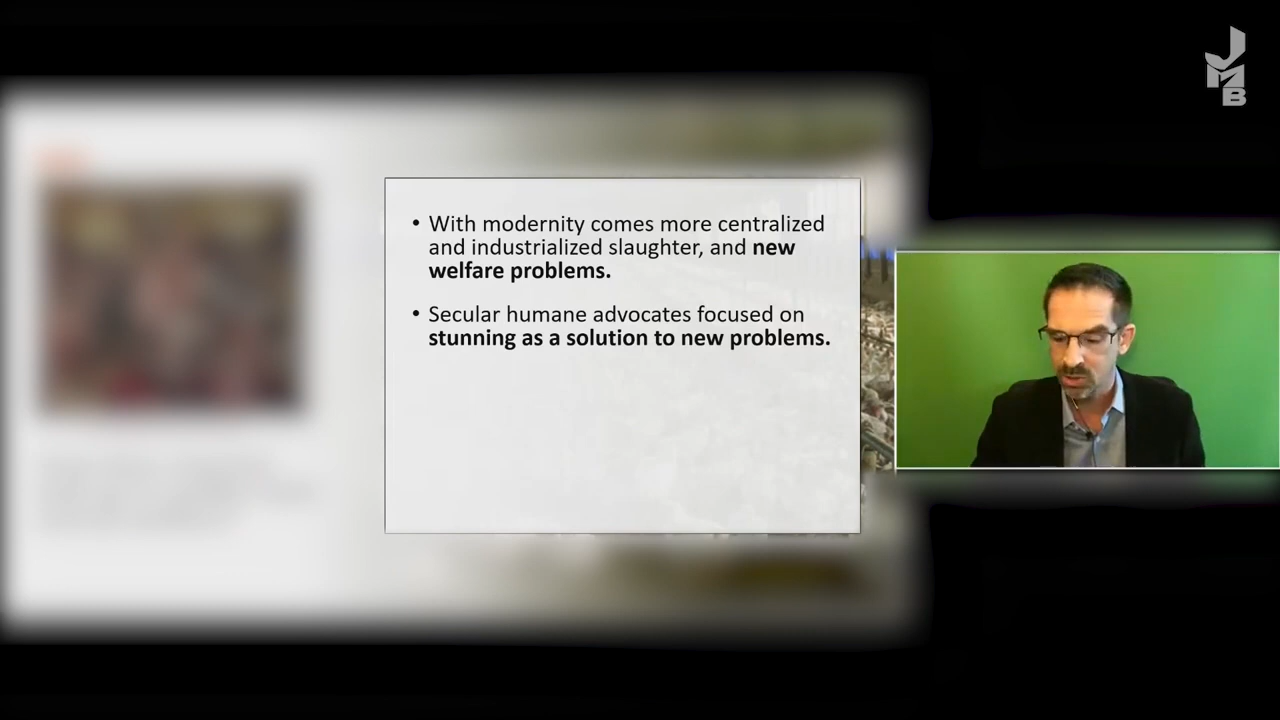 • With modernity comes more centralized
and industrialized slaughter, and new
welfare problems.
• Secular humane advocates focused on
stunning as a solution to new problems.
JMB